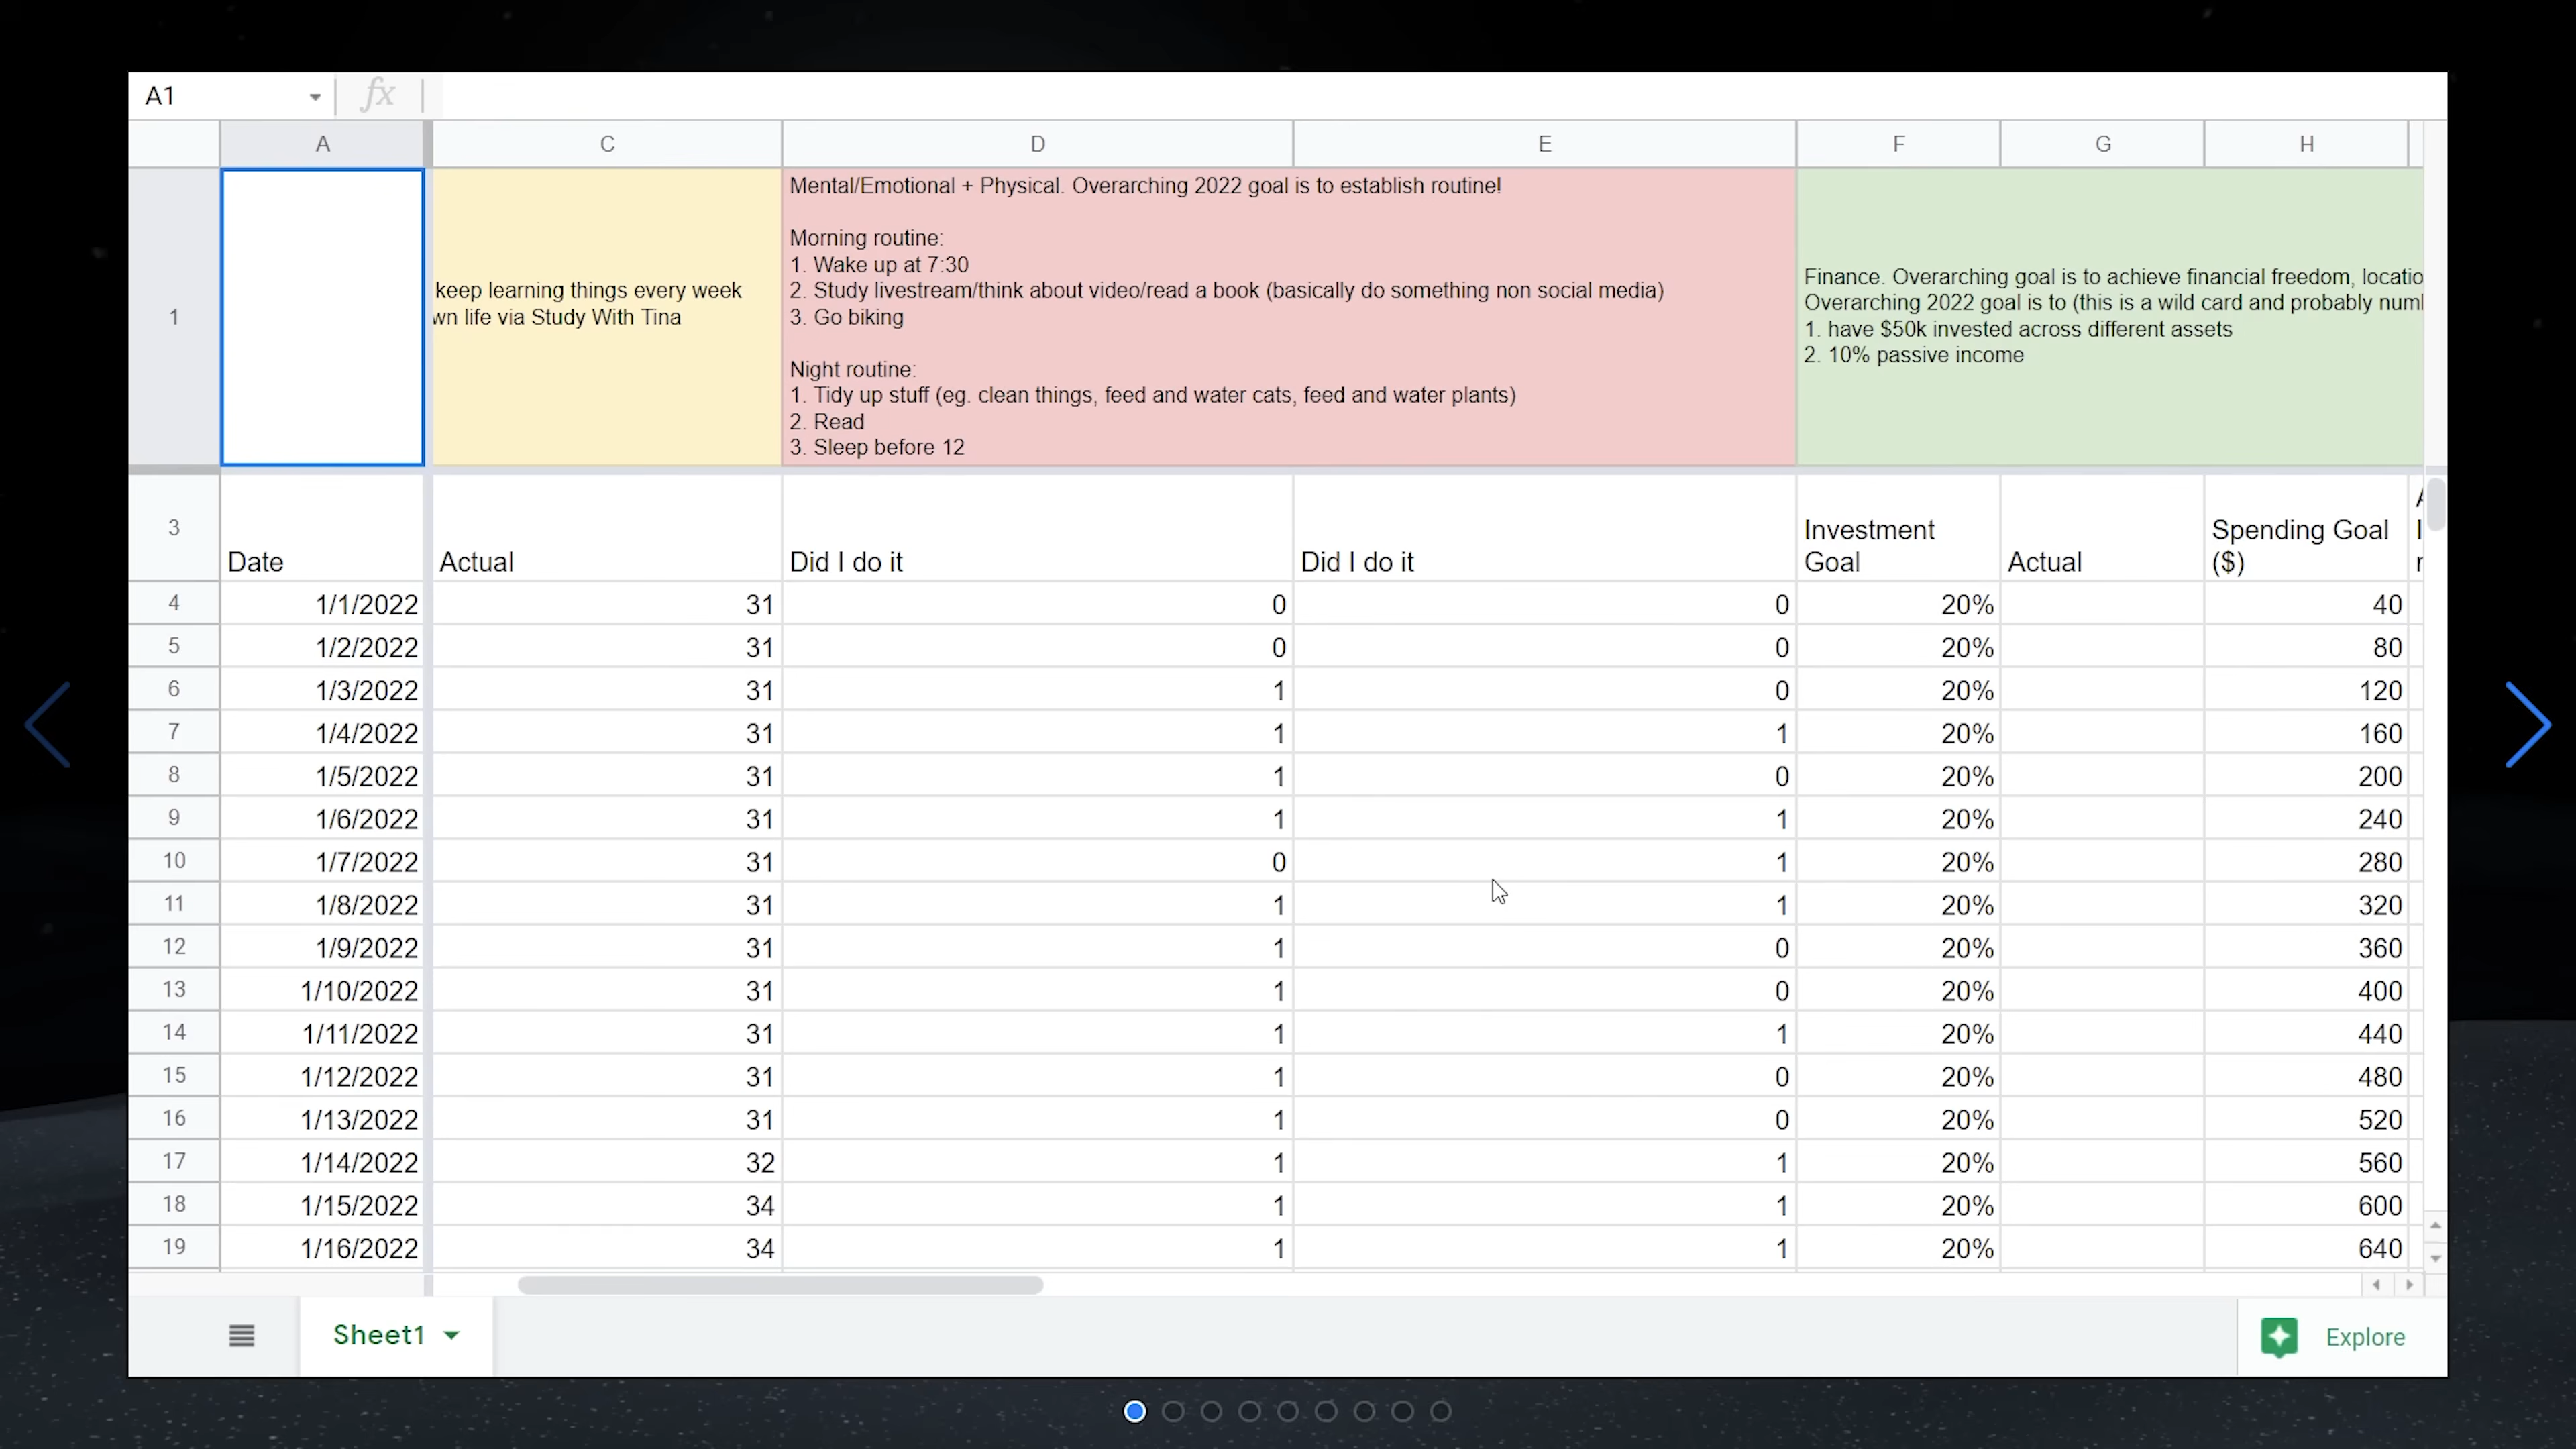 A1
fx
A C D E F G H
1
keep learning things every week
wn life via Study With Tina
Mental/Emotional + Physical. Overarching 2022 goal is to establish routine!
Morning routine:
1. Wake up at 7:30
2. Study livestream/think about video/read a book (basically do something non social media)
3. Go biking
Night routine:
1. Tidy up stuff (eg. clean things, feed and water cats, feed and water plants)
2. Read
3. Sleep before 12
Finance. Overarching goal is to achieve financial freedom, locatio
Overarching 2022 goal is to (this is a wild card and probably num
1. have $50k invested across different assets
2. 10% passive income
3 Date Actual Did I do it Did I do it Investment Goal Actual Spending Goal ($)
4 1/1/2022 31 0 0 20% 40
5 1/2/2022 31 0 0 20% 80
6 1/3/2022 31 1 0 20% 120
7 1/4/2022 31 1 1 20% 160
8 1/5/2022 31 1 0 20% 200
9 1/6/2022 31 1 1 20% 240
10 1/7/2022 31 0 1 20% 280
11 1/8/2022 31 1 1 20% 320
12 1/9/2022 31 1 0 20% 360
13 1/10/2022 31 1 0 20% 400
14 1/11/2022 31 1 1 20% 440
15 1/12/2022 31 1 0 20% 480
16 1/13/2022 31 1 0 20% 520
17 1/14/2022 32 1 1 20% 560
18 1/15/2022 34 1 1 20% 600
19 1/16/2022 34 1 1 20% 640
Sheet1
Explore